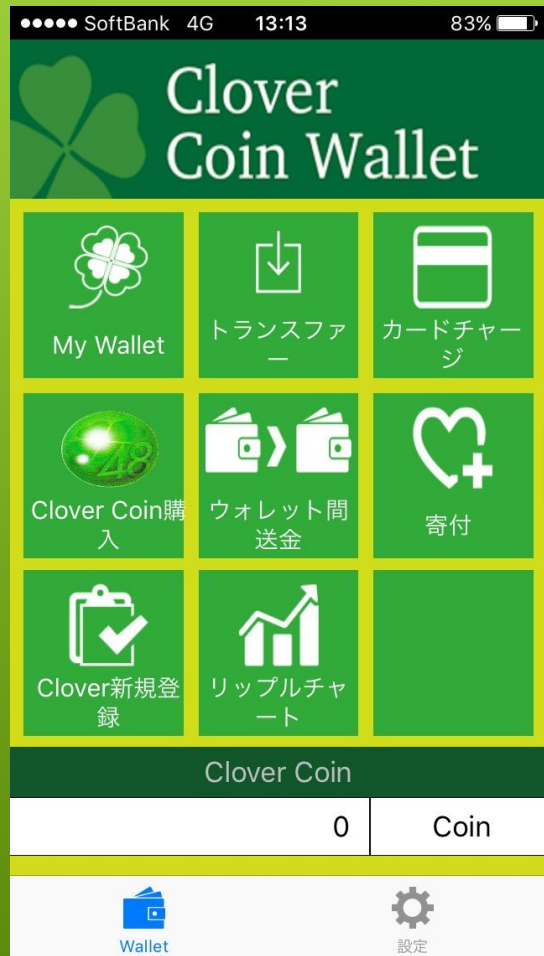 SoftBank 4G 13:13 83%
Clover
Coin Wallet
My Wallet
トランスファ
ー
カードチャー
ジ
48
Clover Coin購
入
ウォレット間
送金
寄付
Clover新規登
録
リップルチャ
ート
Clover Coin
0 Coin
Wallet 設定